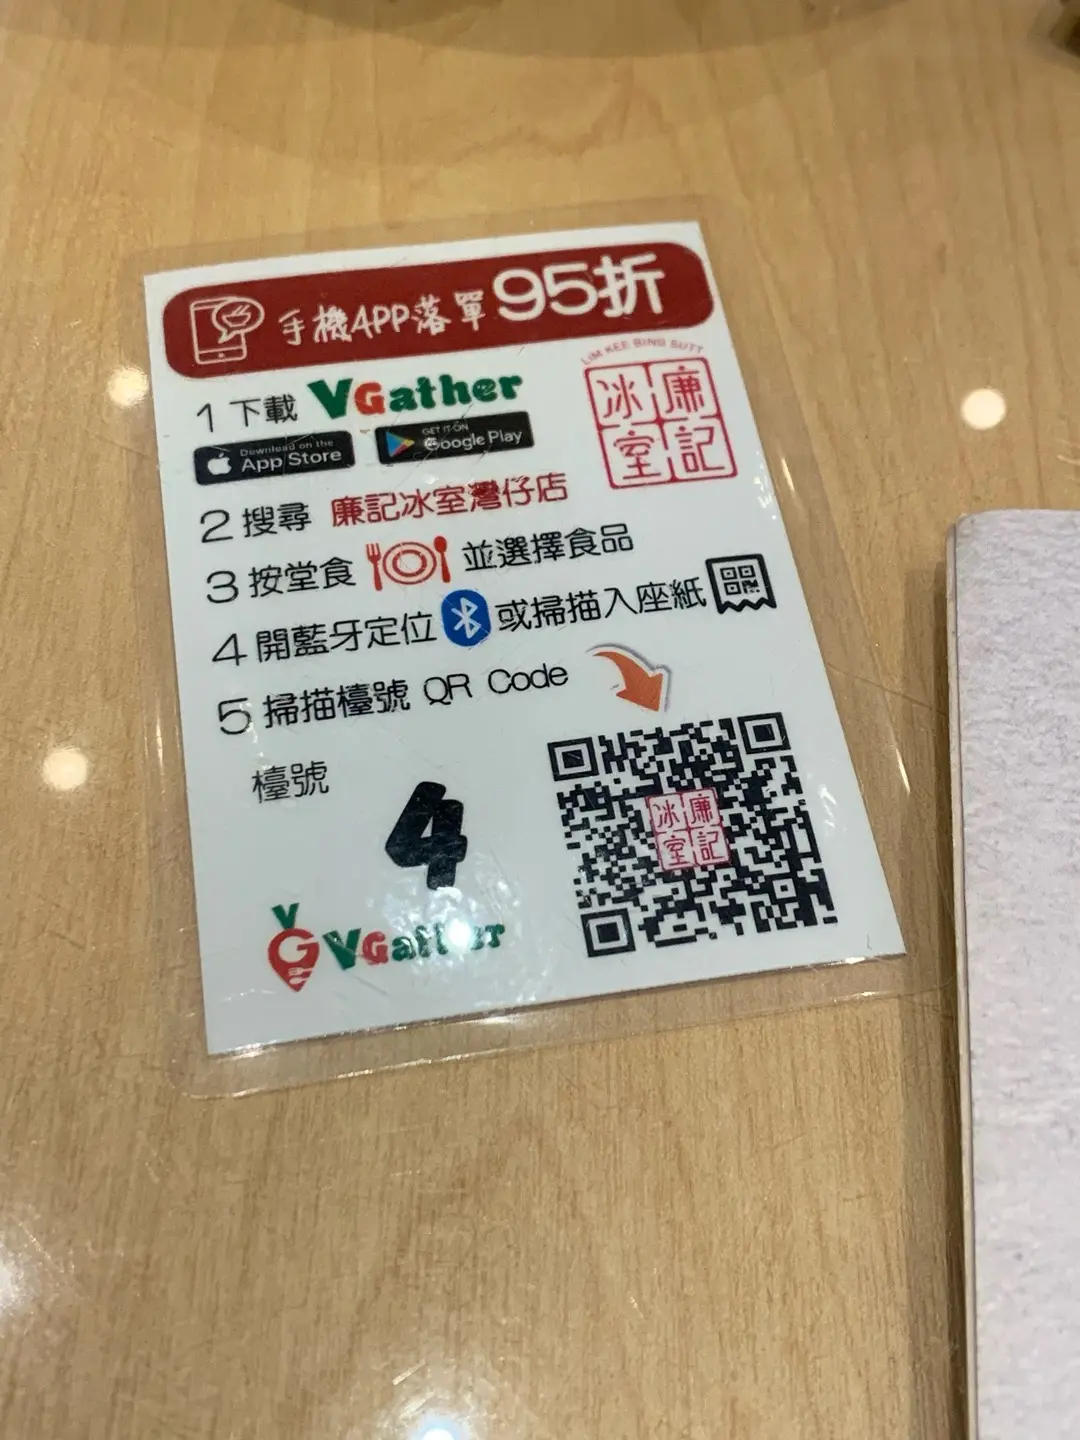 手機APP落單95折
LIM KEE BING SUTT
廉記冰室
1 下載 VGather
Download on the App Store
GET IT ON Google Play
2 搜尋 廉記冰室灣仔店
3 按堂食 並選擇食品
4 開藍牙定位 或掃描入座紙
5 掃描檯號 QR Code
檯號
4
廉記冰室
VGather